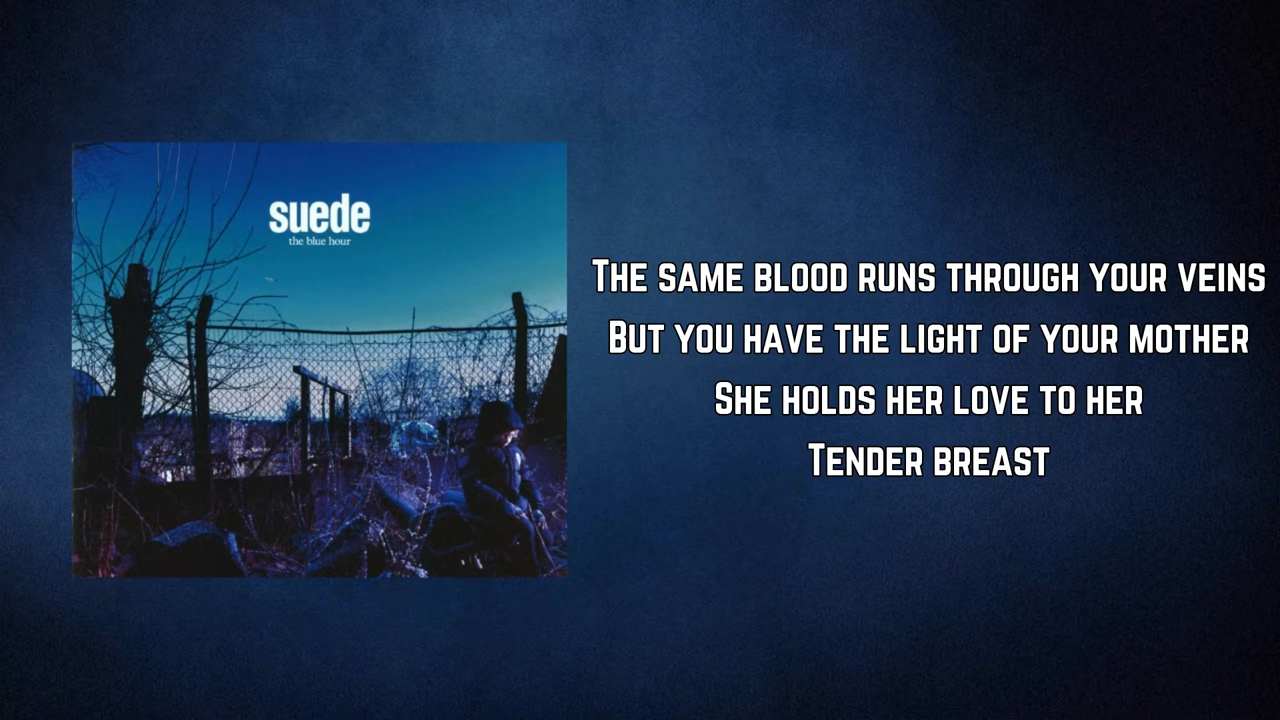 suede
the blue hour
The same blood runs through your veins
But you have the light of your mother
She holds her love to her
Tender breast